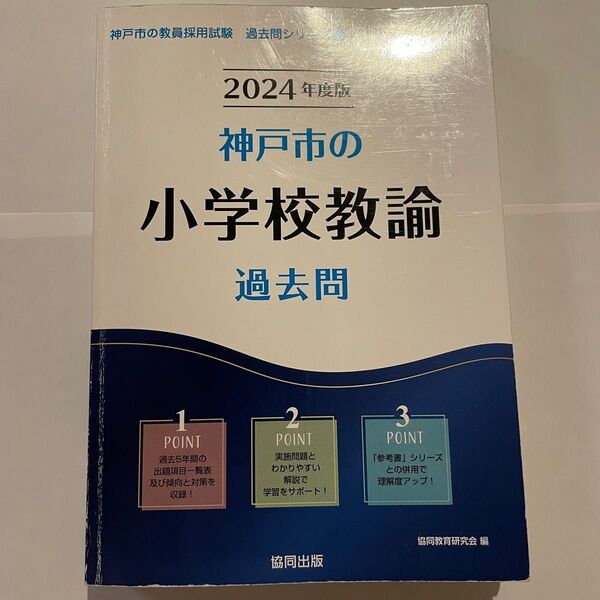 神戸市の教員採用試験 過去問シリーズ
2024年度版
神戸市の
小学校教諭
過去問
1
POINT
過去5年間の
出題項目一覧表
及び傾向と対策を
収録！
2
POINT
実施問題と
わかりやすい
解説で
学習をサポート！
3
POINT
「参考書」シリーズ
との併用で
理解度アップ！
協同教育研究会 編
協同出版